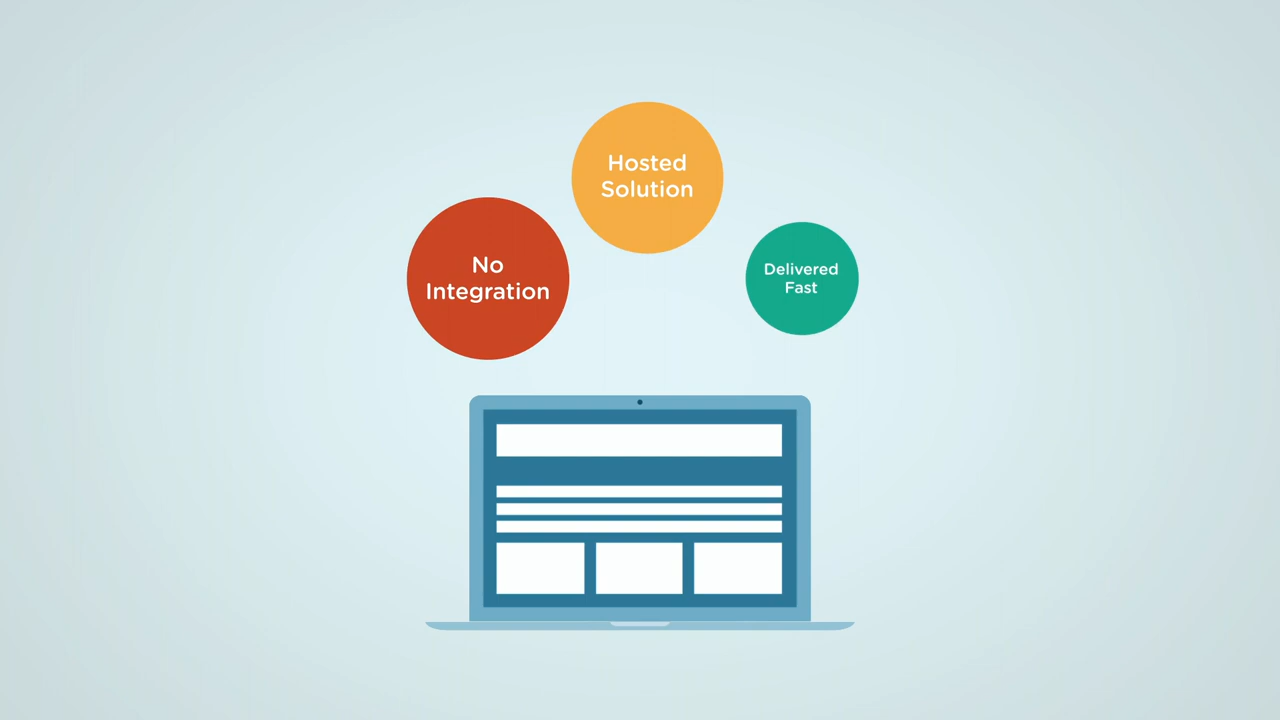 No
Integration
Hosted
Solution
Delivered
Fast